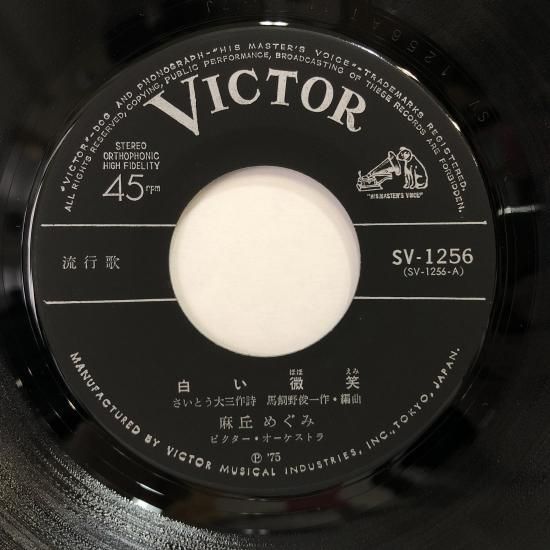 "VICTOR"-DOG AND PHONOGRAPH-"HIS MASTER'S VOICE"-TRADEMARKS REGISTERED.
ALL RIGHTS RESERVED, COPYING, PUBLIC PERFORMANCE, BROADCASTING OF THESE RECORDS ARE FORBIDDEN.
VICTOR
STEREO
ORTHOPHONIC
HIGH FIDELITY
45rpm
"HIS MASTER'S VOICE"
流行歌
SV-1256
(SV-1256-A)
ほほ えみ
白い微笑
さいとう大三作詩 馬飼野俊一作・編曲
麻丘めぐみ
ビクター・オーケストラ
Ⓟ '75
MANUFACTURED BY VICTOR MUSICAL INDUSTRIES, INC., TOKYO, JAPAN.